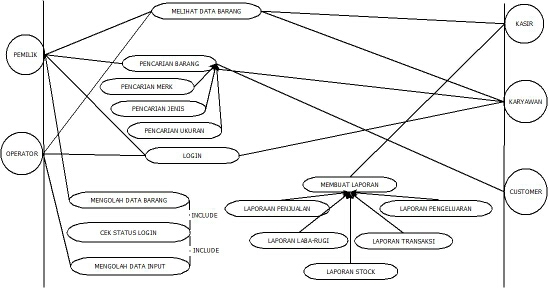 MELIHAT DATA BARANG
KASIR
PEMILIK
PENCARIAN BARANG
PENCARIAN MERK
KARYAWAN
PENCARIAN JENIS
PENCARIAN UKURAN
OPERATOR
LOGIN
MEMBUAT LAPORAN
CUSTOMER
MENGOLAH DATA BARANG
LAPORAAN PENJUALAN
LAPORAN PENGELUARAN
INCLUDE
CEK STATUS LOGIN
LAPORAN LABA-RUGI
LAPORAN TRANSAKSI
INCLUDE
MENGOLAH DATA INPUT
LAPORAN STOCK